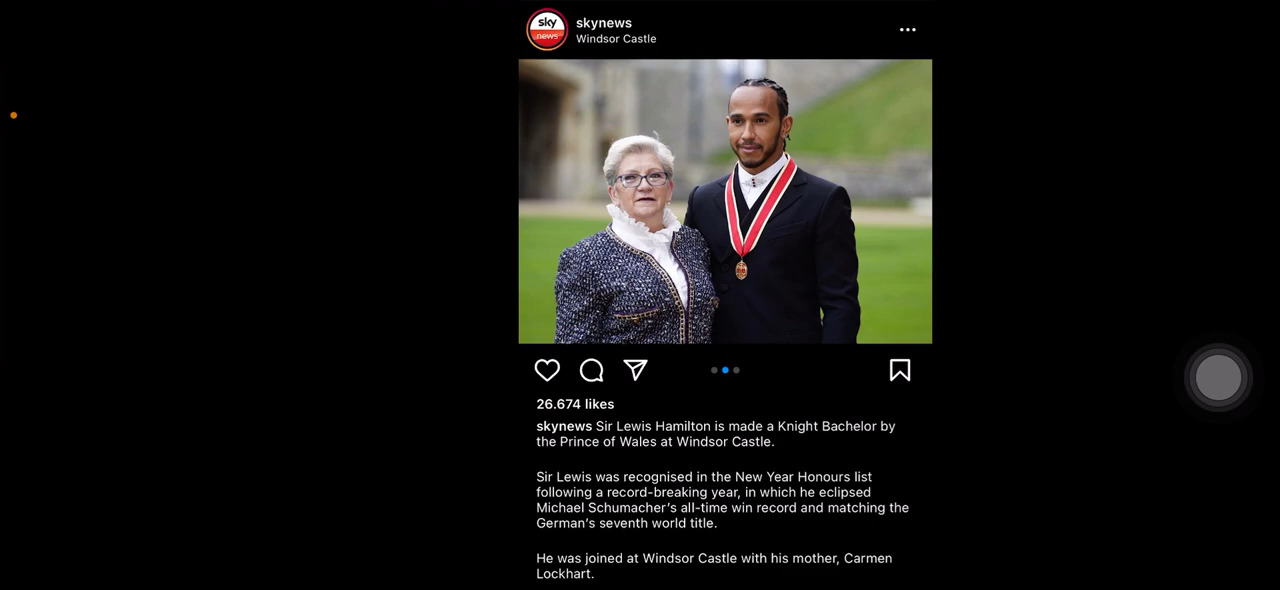 sky
news
skynews
Windsor Castle
26.674 likes
skynews Sir Lewis Hamilton is made a Knight Bachelor by
the Prince of Wales at Windsor Castle.
Sir Lewis was recognised in the New Year Honours list
following a record-breaking year, in which he eclipsed
Michael Schumacher's all-time win record and matching the
German's seventh world title.
He was joined at Windsor Castle with his mother, Carmen
Lockhart.